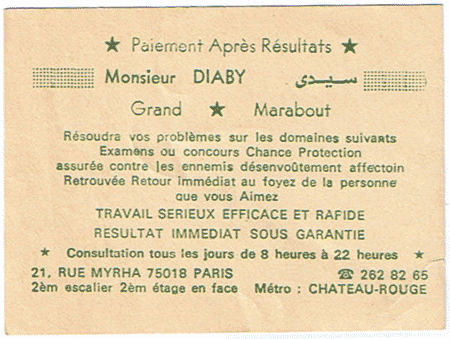 ★ Paiement Après Résultats ★
Monsieur DIABY سيدى
Grand ★ Marabout
Résoudra vos problèmes sur les domaines suivants
Examens ou concours Chance Protection
assurée contre les ennemis désenvoûtement affectoin
Retrouvée Retour immédiat au foyez de la personne
que vous Aimez
TRAVAIL SERIEUX EFFICACE ET RAFIDE
RESULTAT IMMEDIAT SOUS GARANTIE
★ Consultation tous les jours de 8 heures à 22 heures ★
21, RUE MYRHA 75018 PARIS ☎ 262 82 65
2èm escalier 2èm étage en face Métro : CHATEAU-ROUGE